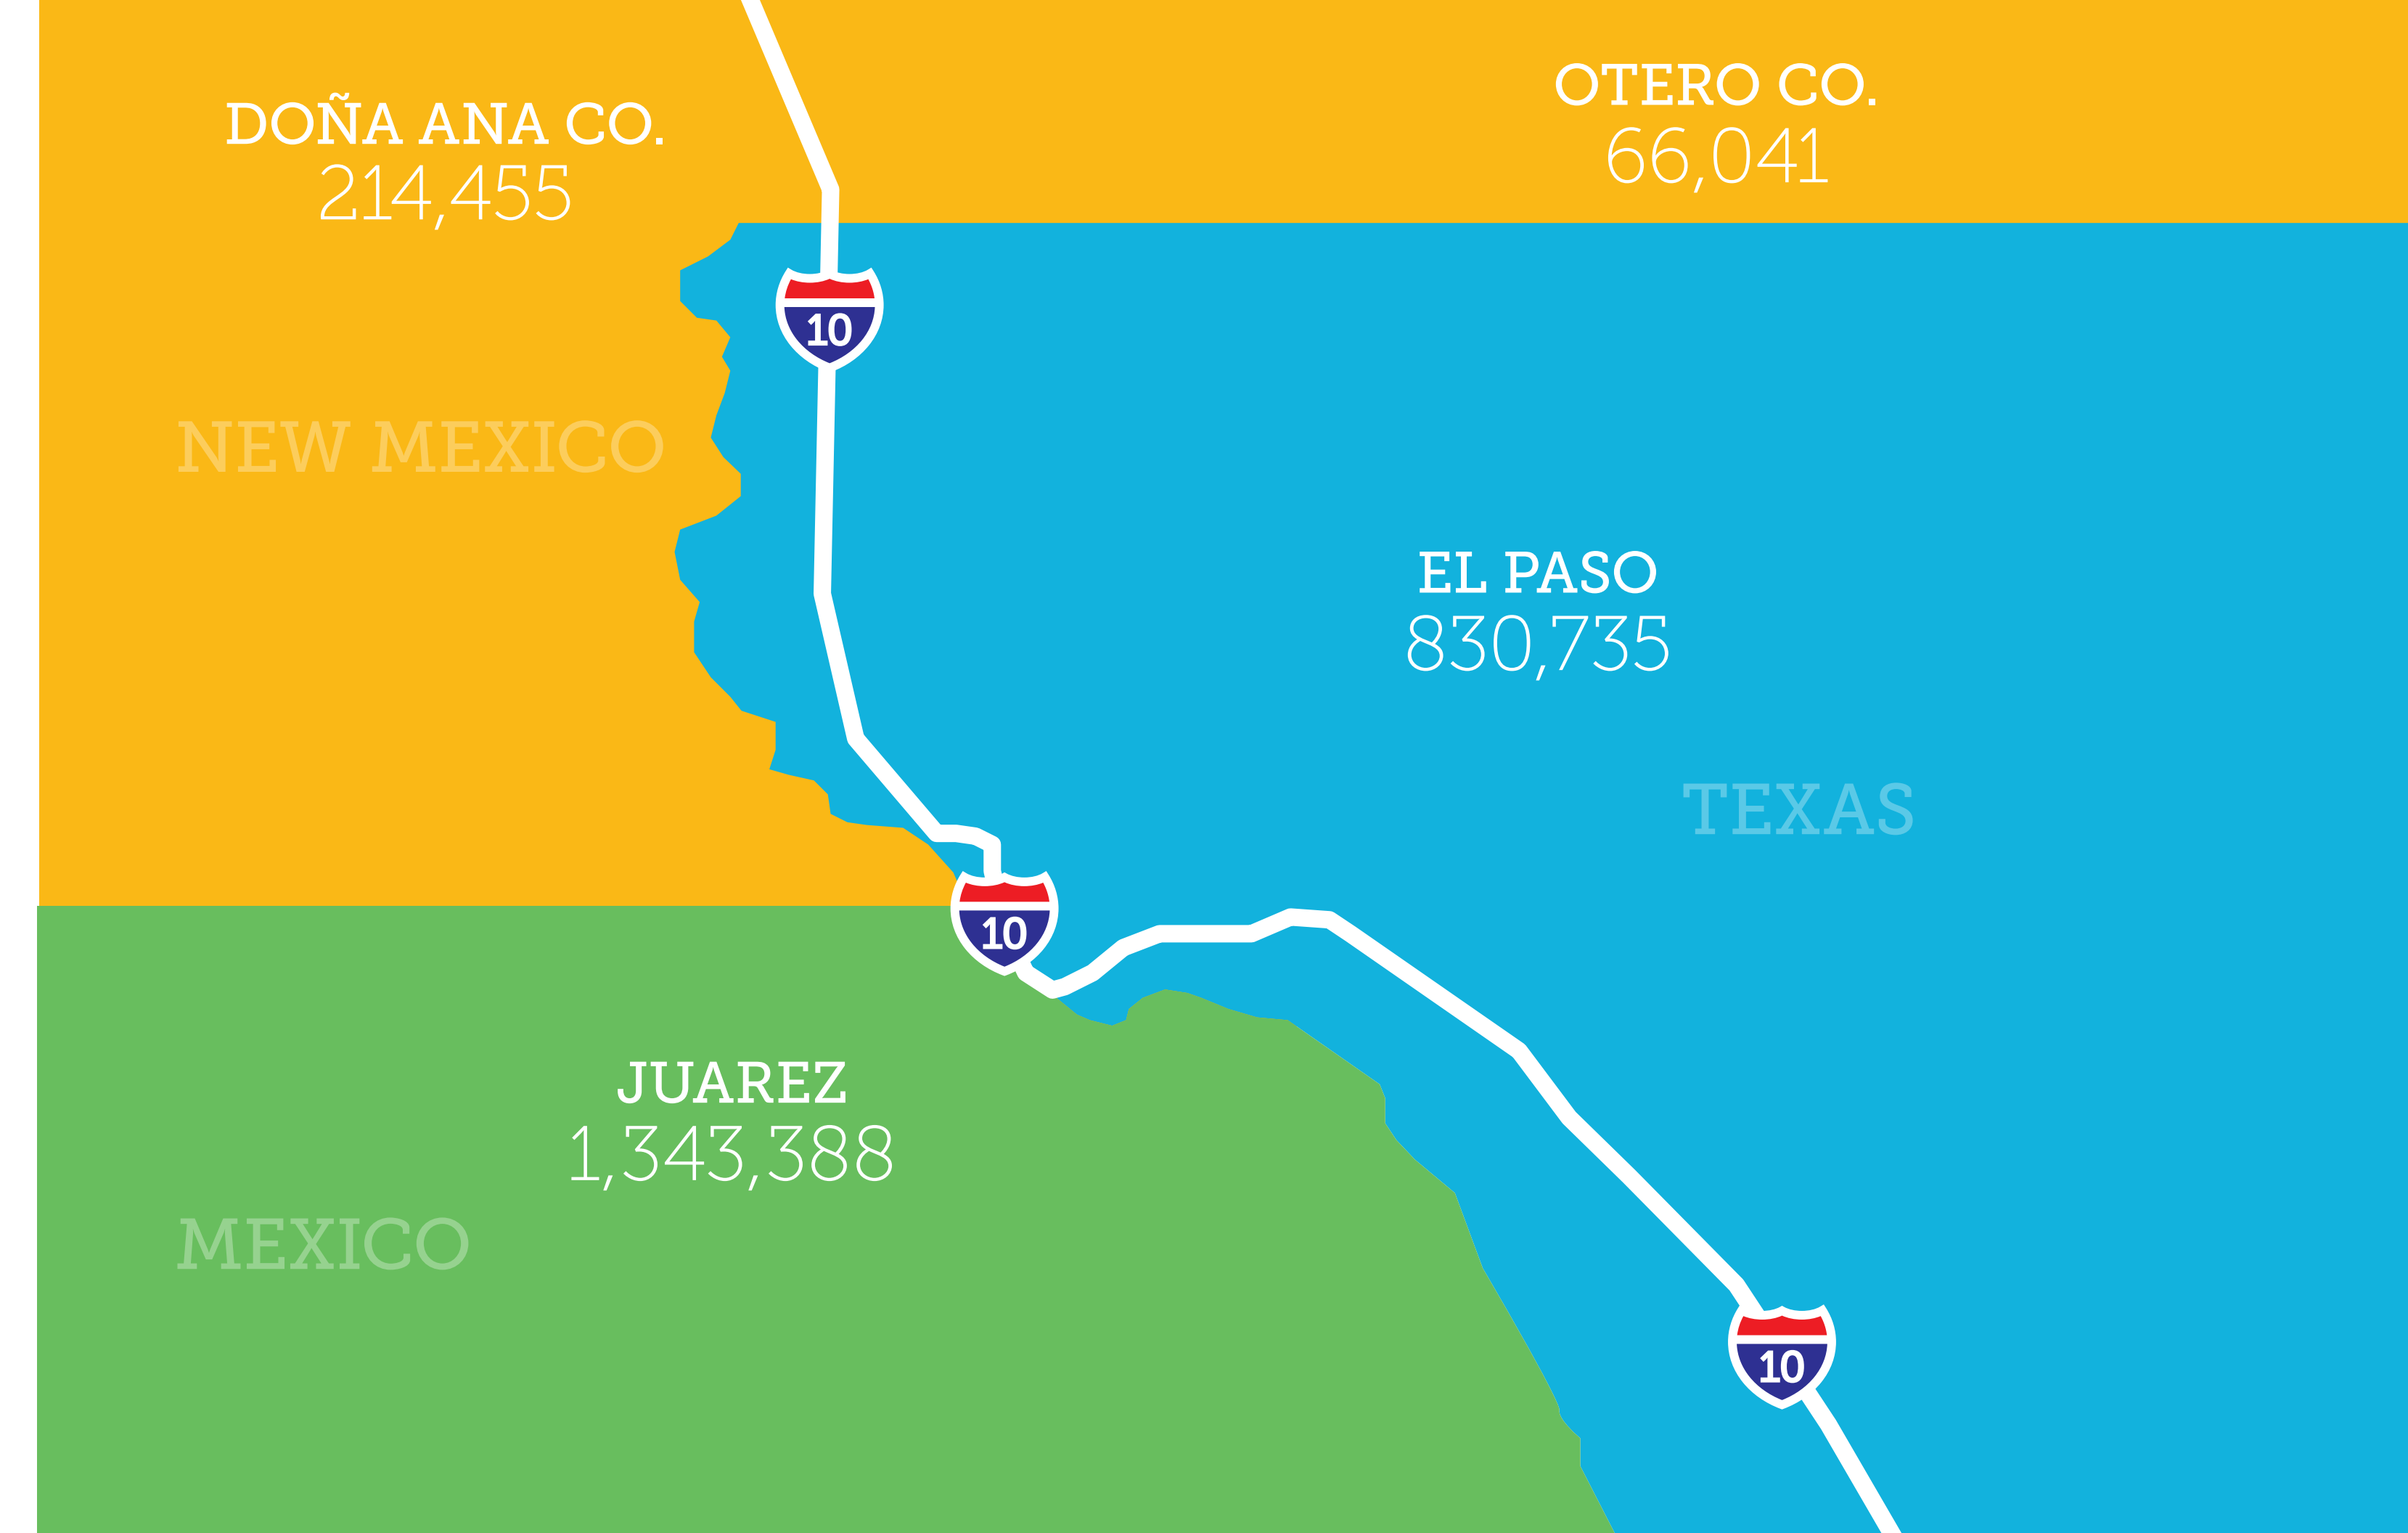 DOÑA ANA CO.
214,455
OTERO CO.
66,041
10
NEW MEXICO
EL PASO
830,735
TEXAS
10
JUAREZ
1,343,388
MEXICO
10